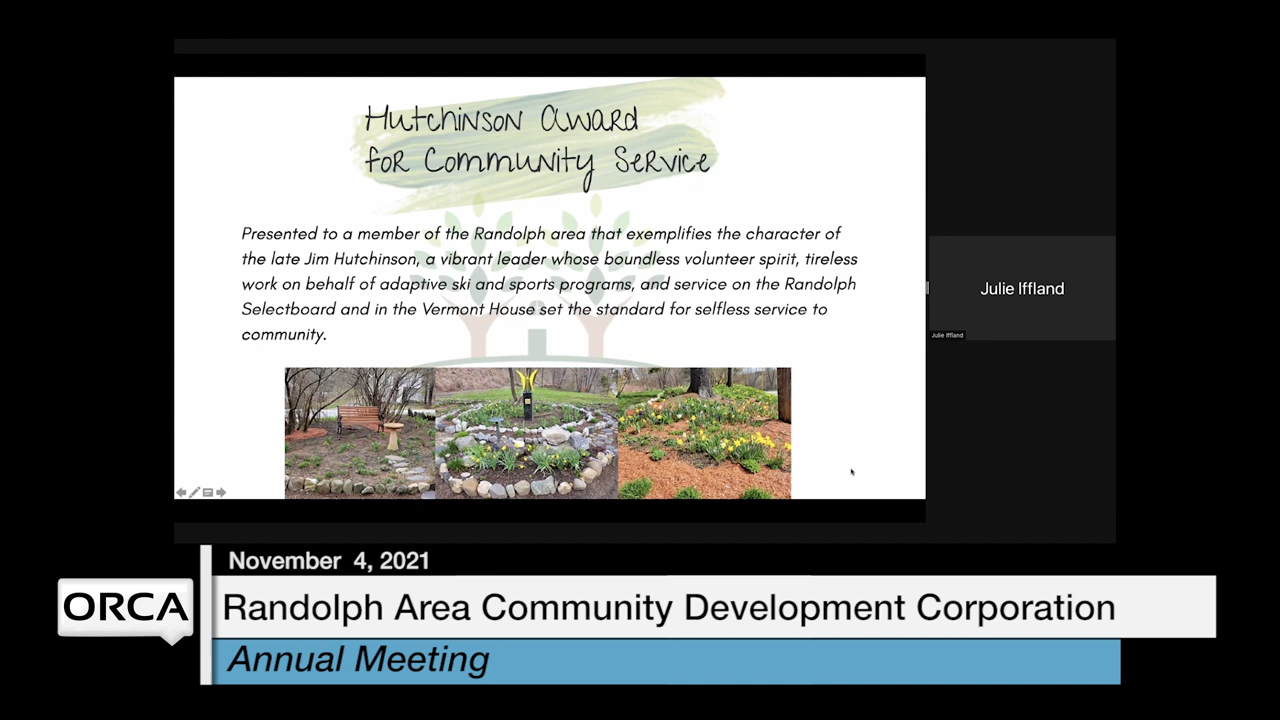 Hutchinson Award
for Community Service
Presented to a member of the Randolph area that exemplifies the character of
the late Jim Hutchinson, a vibrant leader whose boundless volunteer spirit, tireless
work on behalf of adaptive ski and sports programs, and service on the Randolph
Selectboard and in the Vermont House set the standard for selfless service to
community.
Julie Iffland
Julie Iffland
November 4, 2021
ORCA
Randolph Area Community Development Corporation
Annual Meeting